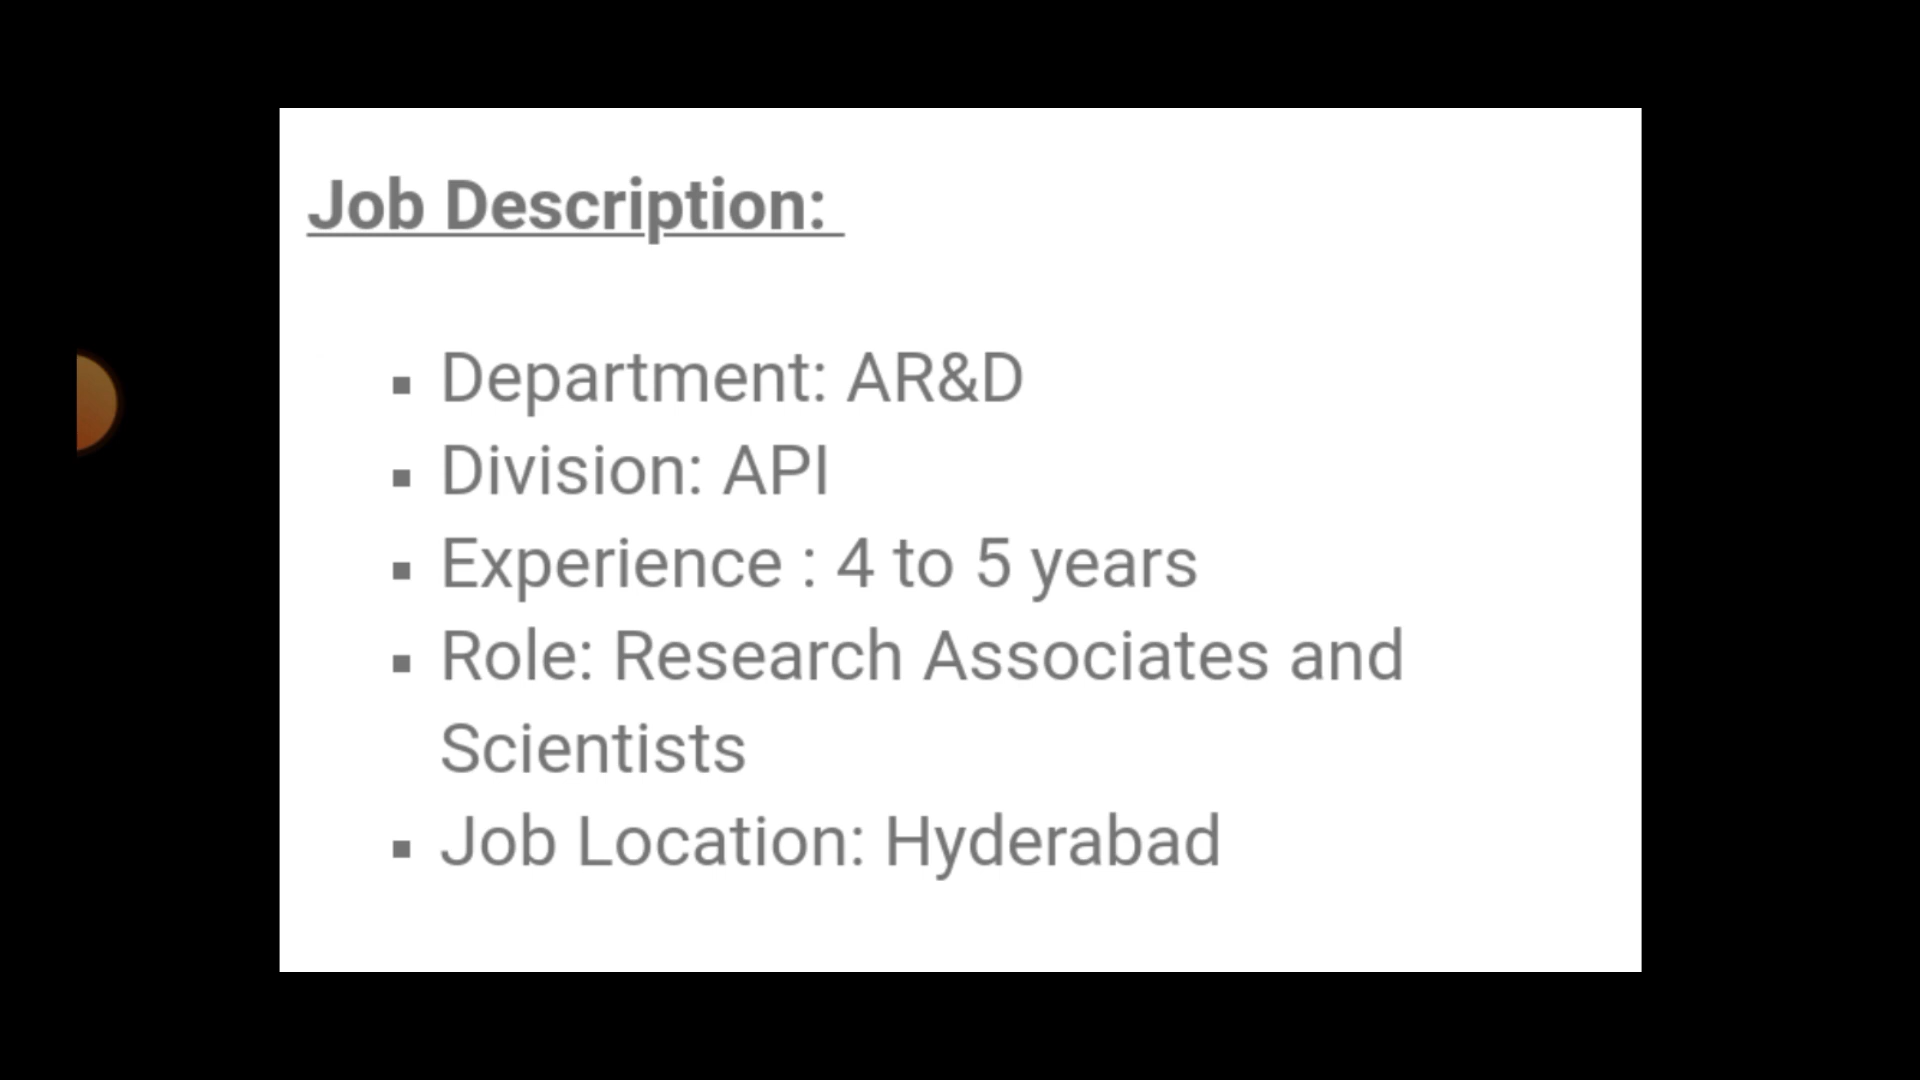 Job Description:
Department: AR&D
Division: API
Experience : 4 to 5 years
Role: Research Associates and
Scientists
Job Location: Hyderabad